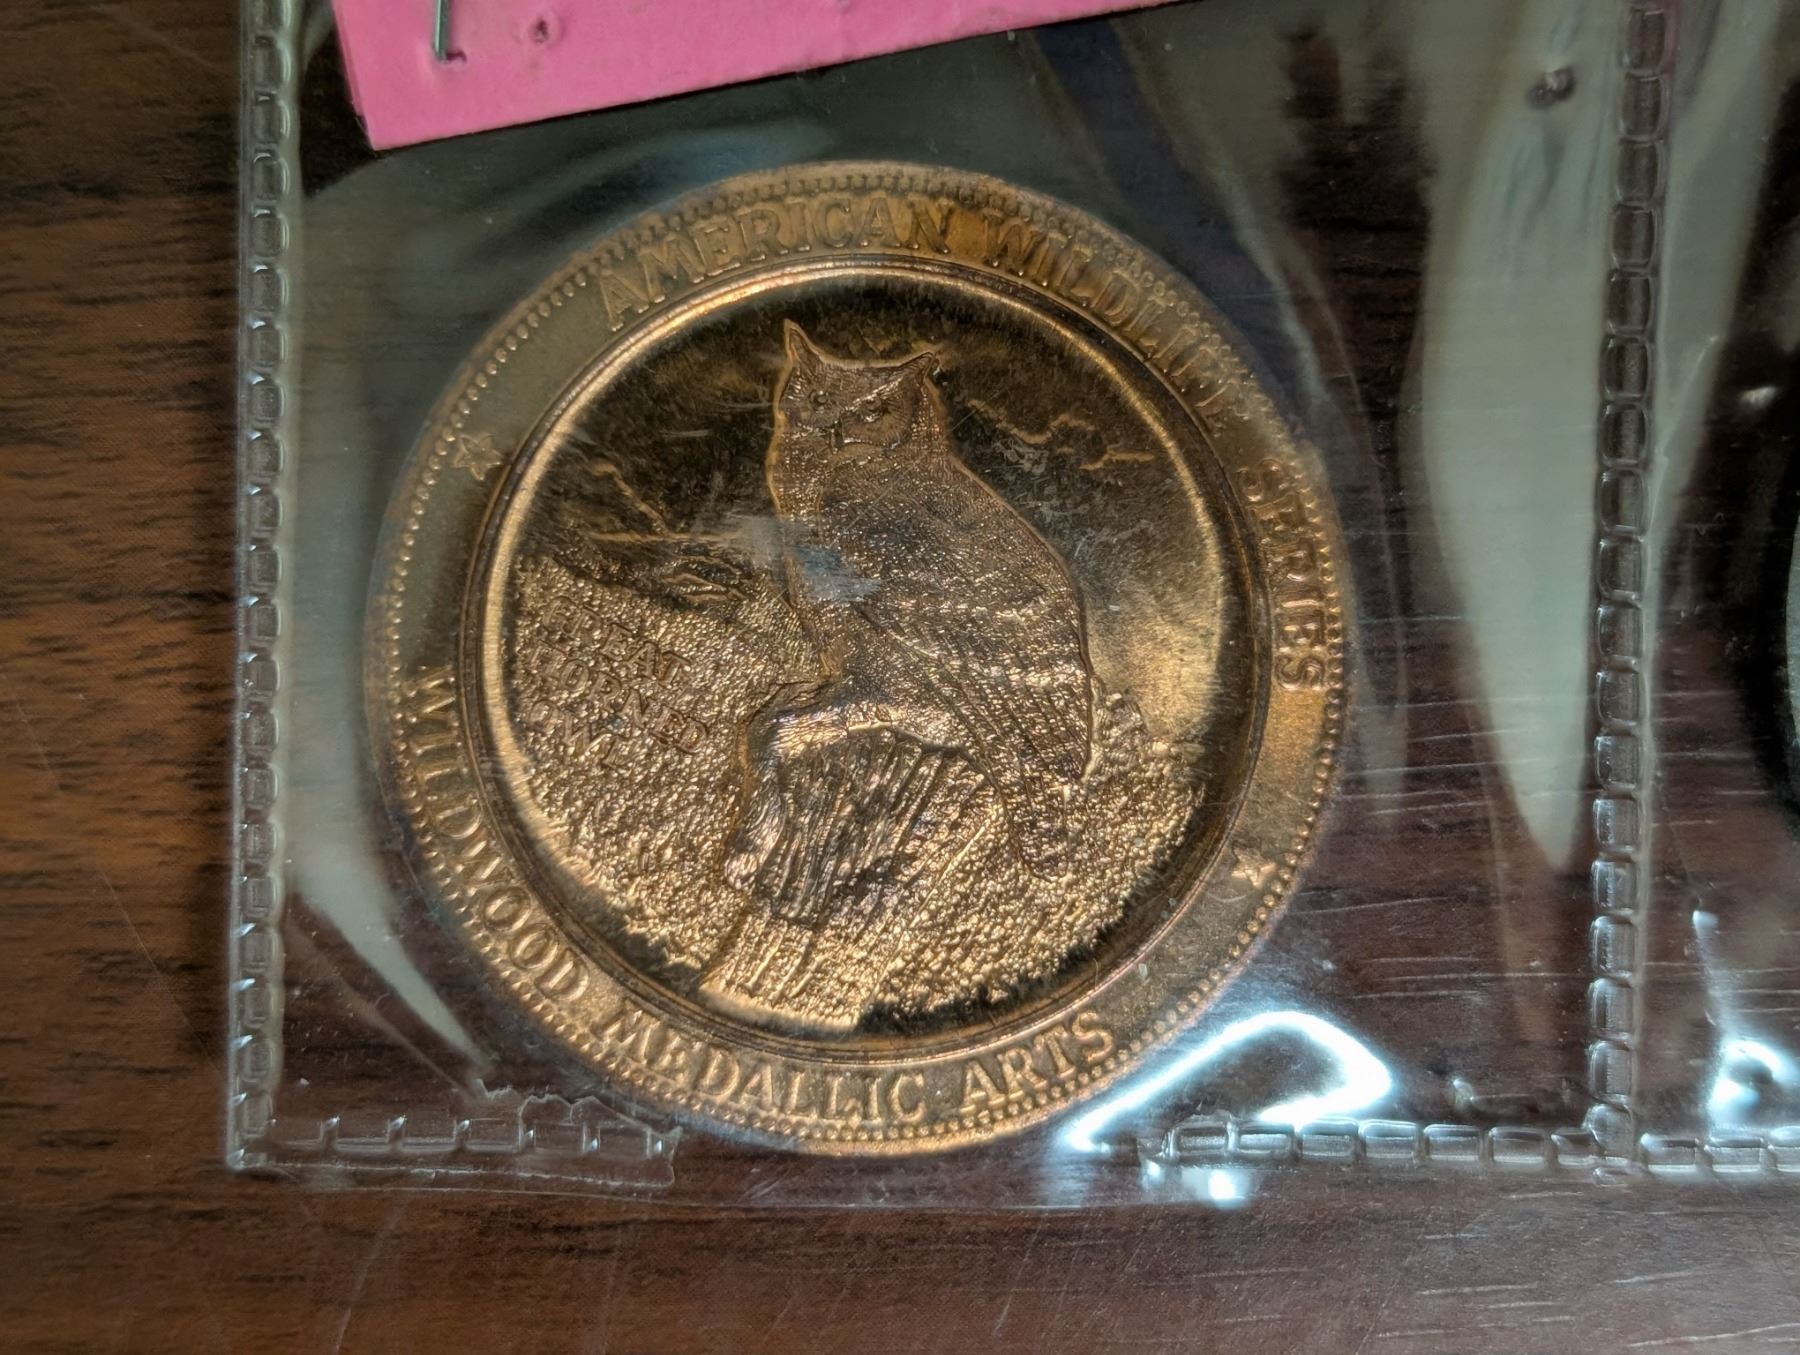 AMERICAN WILDLIFE SERIES
GREAT
HORNED
OWL
WILDWOOD MEDALLIC ARTS